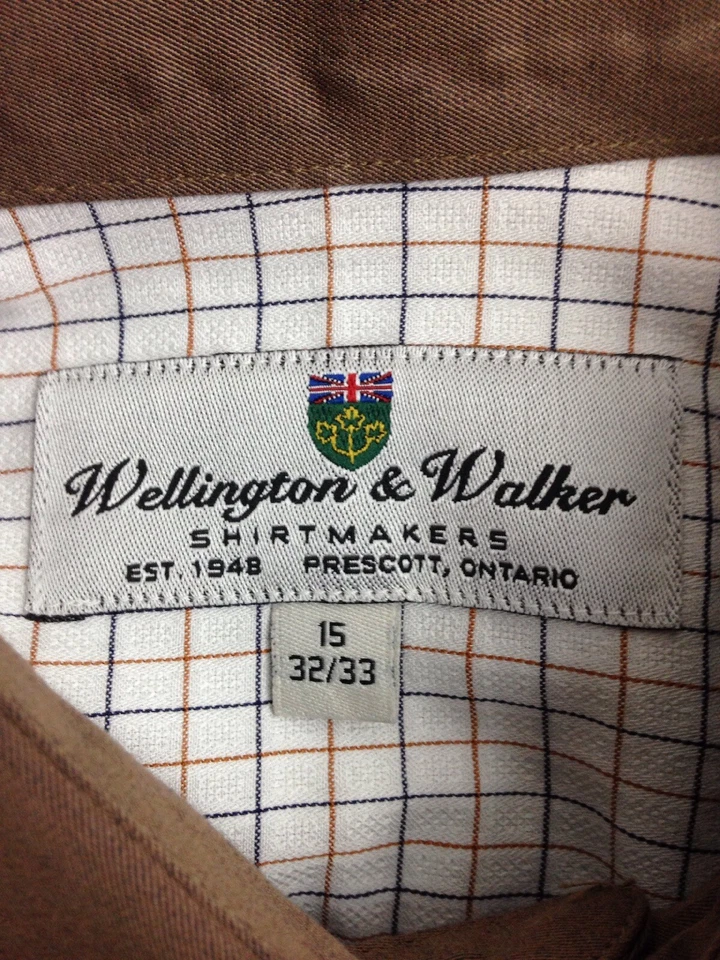 Wellington & Walker
SHIRTMAKERS
EST. 1948 PRESCOTT, ONTARIO
15
32/33